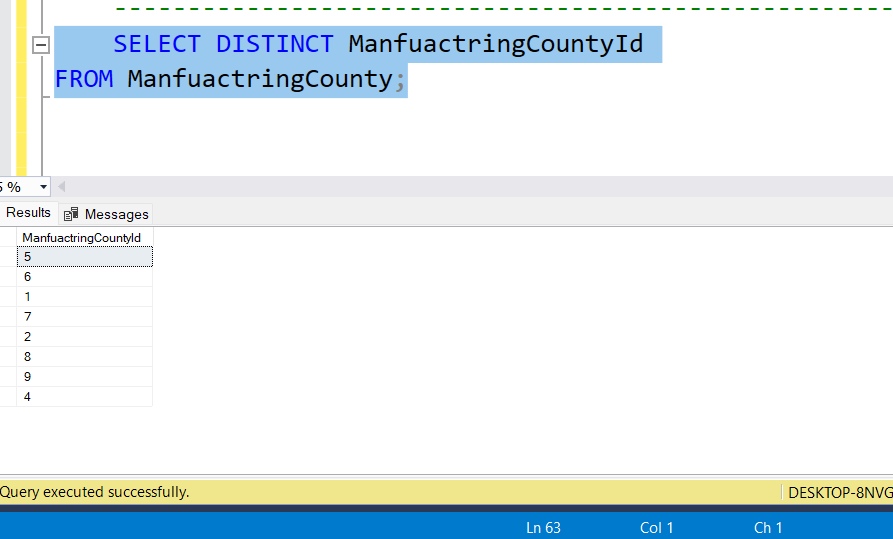 SELECT DISTINCT ManfuactringCountyId
FROM ManfuactringCounty;
%
Results Messages
ManfuactringCountyId
5
6
1
7
2
8
9
4
Query executed successfully. DESKTOP-8NVG
Ln 63 Col 1 Ch 1